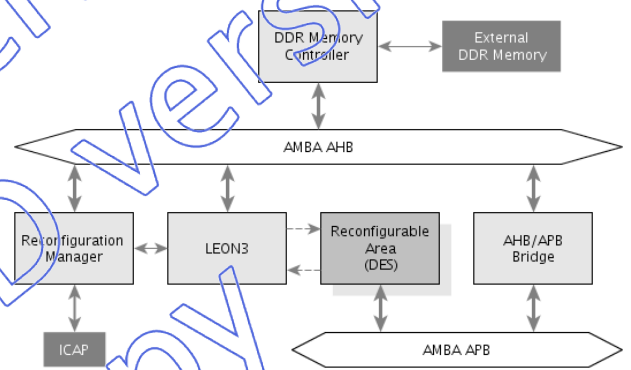 DDR Memory
Controller
External
DDR Memory
AMBA AHB
Reconfiguration
Manager
LEON3
Reconfigurable
Area
(DES)
AHB/APB
Bridge
ICAP
AMBA APB